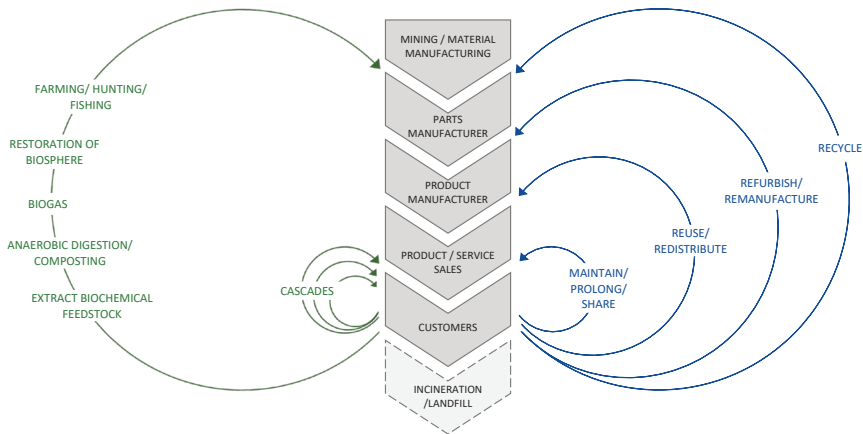 MINING / MATERIAL
MANUFACTURING
PARTS
MANUFACTURER
PRODUCT
MANUFACTURER
PRODUCT / SERVICE
SALES
CUSTOMERS
INCINERATION
/LANDFILL
FARMING/ HUNTING/
FISHING
RESTORATION OF
BIOSPHERE
BIOGAS
ANAEROBIC DIGESTION/
COMPOSTING
EXTRACT BIOCHEMICAL
FEEDSTOCK
CASCADES
MAINTAIN/
PROLONG/
SHARE
REUSE/
REDISTRIBUTE
REFURBISH/
REMANUFACTURE
RECYCLE